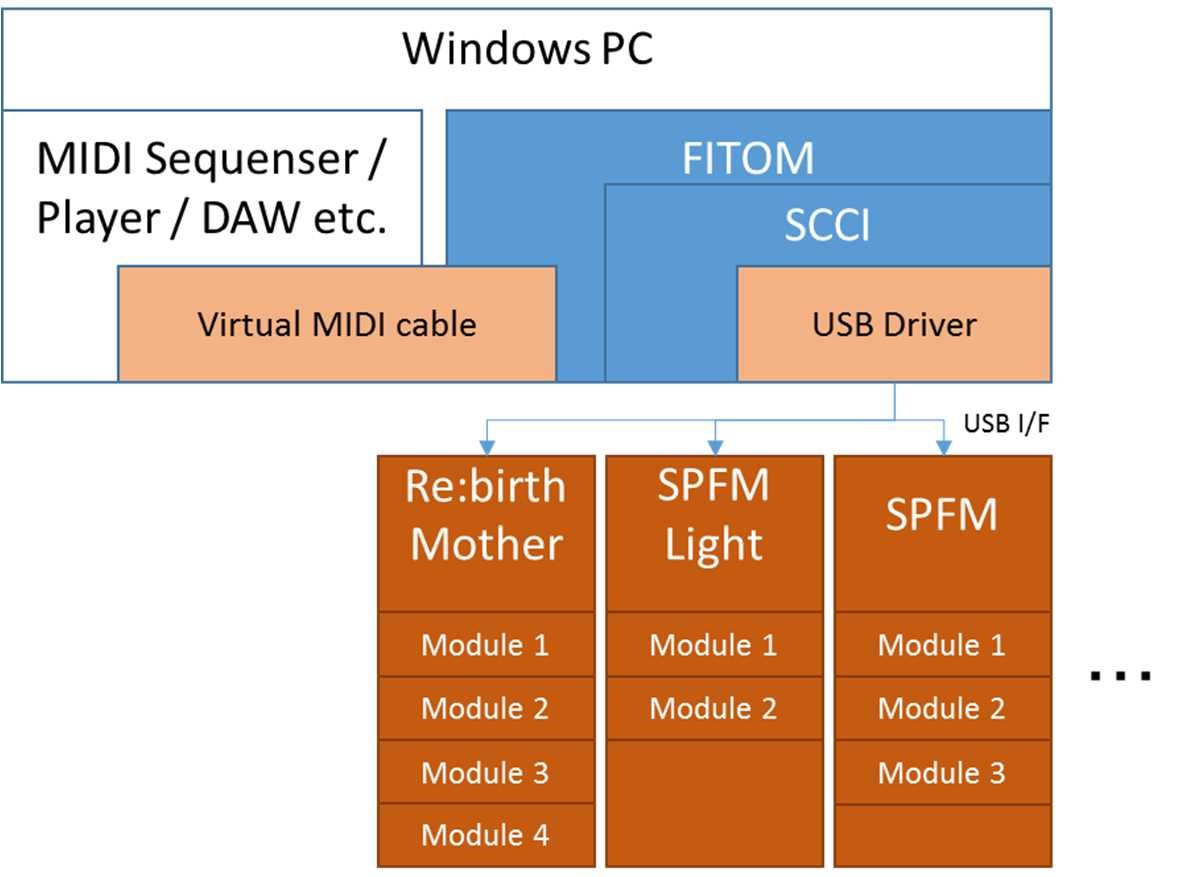 Windows PC
MIDI Sequenser /
Player / DAW etc.
FITOM
SCCI
Virtual MIDI cable
USB Driver
USB I/F
Re:birth
Mother
Module 1
Module 2
Module 3
Module 4
SPFM
Light
Module 1
Module 2
SPFM
Module 1
Module 2
Module 3
...